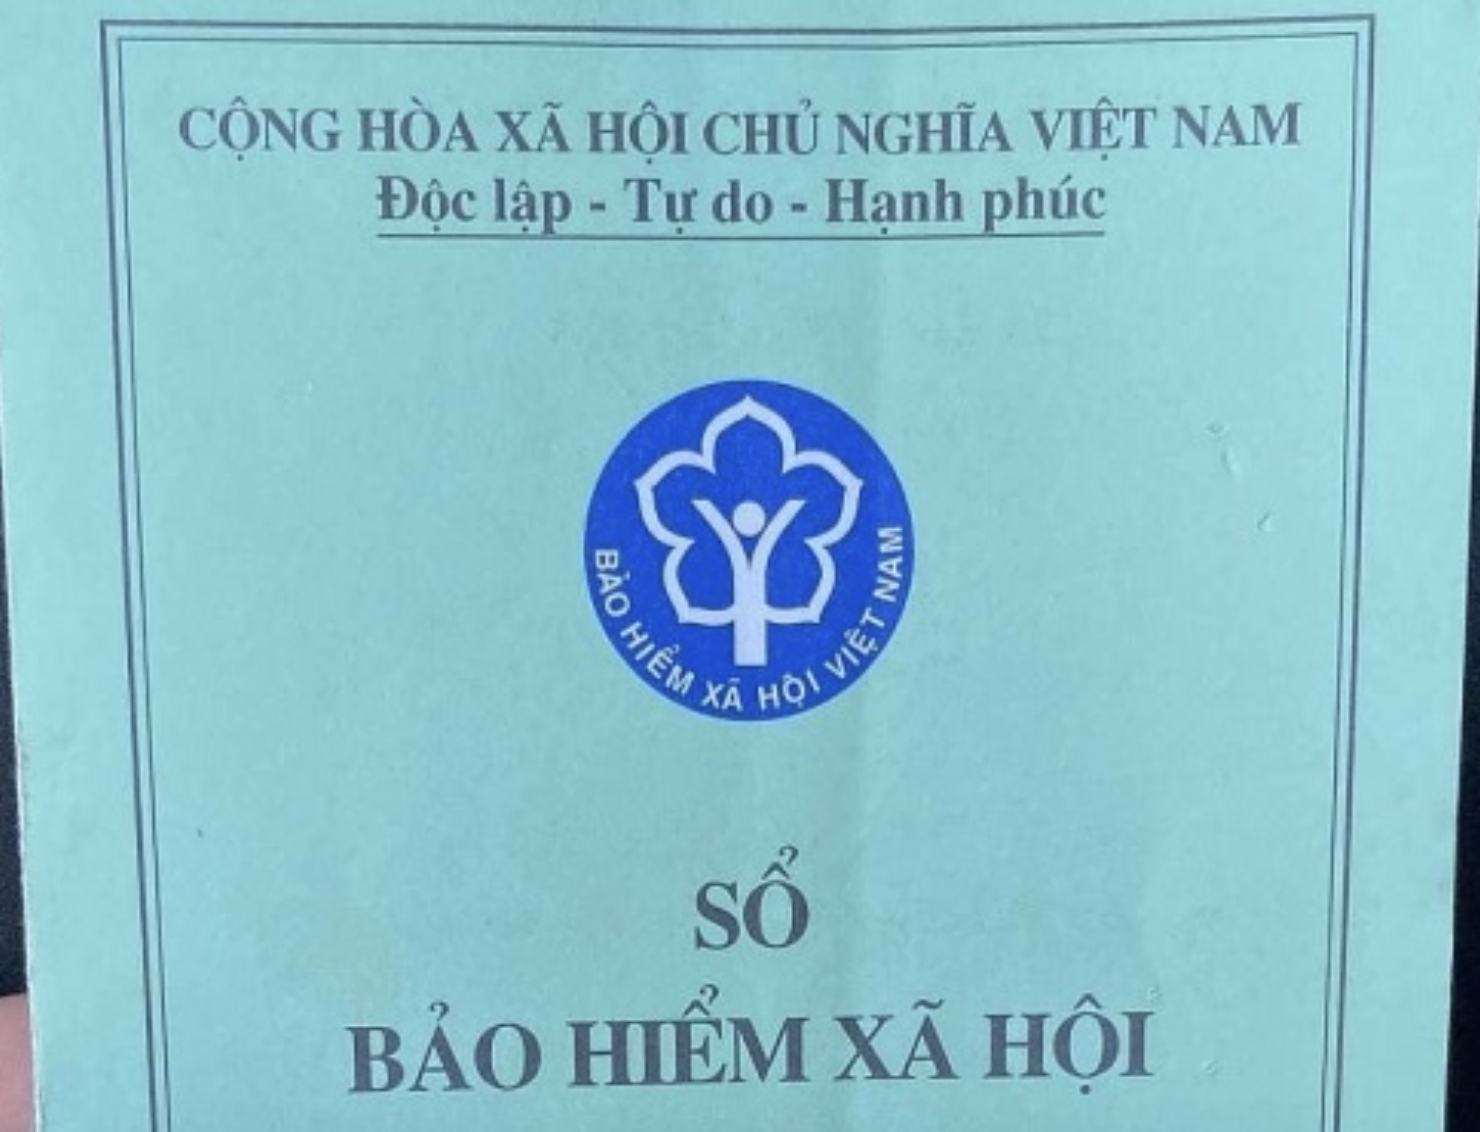 CỘNG HÒA XÃ HỘI CHỦ NGHĨA VIỆT NAM
Độc lập - Tự do - Hạnh phúc
BẢO HIỂM XÃ HỘI VIỆT NAM
SỔ
BẢO HIỂM XÃ HỘI